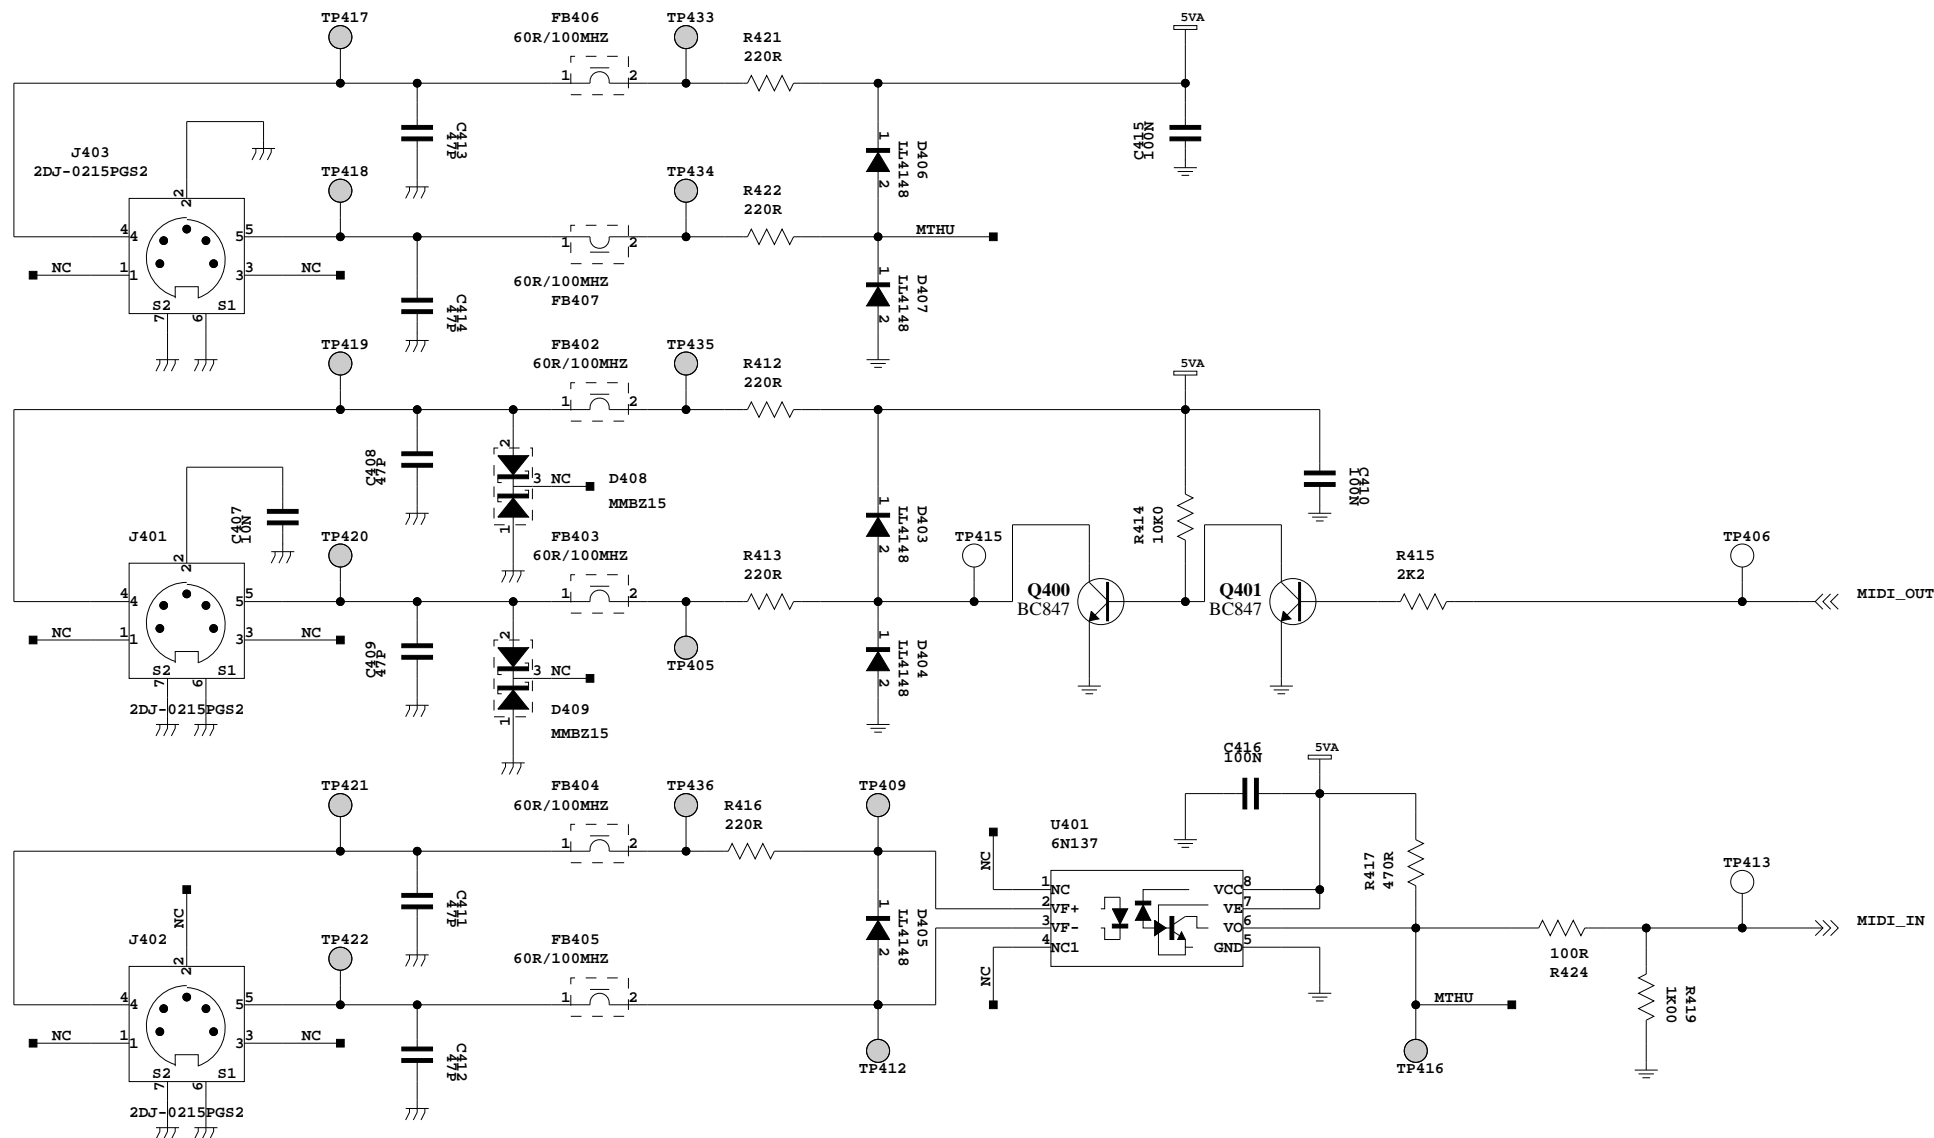 TP417
FB406
60R/100MHZ
TP433
R421
220R
5VA
1
2
C413
47P
J403
2DJ-0215PGS2
2
2
TP418
TP434
R422
220R
1
D406
LL4148
2
C415
100N
4
4
5
5
1
2
MTHU
NC
1
1
3
3
NC
60R/100MHZ
FB407
S2
S1
7
6
C414
47P
1
D407
LL4148
2
TP419
FB402
60R/100MHZ
TP435
R412
220R
5VA
1
2
C408
47P
2
3
NC
D408
MMBZ15
1
C410
100N
C407
10N
J401
2
2
TP420
FB403
60R/100MHZ
R413
220R
1
D403
LL4148
2
TP415
R414
10K0
R415
2K2
TP406
4
4
5
5
1
2
Q400
BC847
Q401
BC847
MIDI_OUT
NC
1
1
3
3
NC
S2
S1
7
6
2DJ-0215PGS2
C409
47P
2
3
NC
1
D409
MMBZ15
TP405
1
D404
LL4148
2
TP421
FB404
60R/100MHZ
TP436
R416
220R
TP409
C416
100N
5VA
1
2
U401
6N137
NC
R417
470R
TP413
C411
47P
1
NC
2
VF+
3
VF-
4
NC1
VCC
8
VE
7
VO
6
GND
5
NC
J402
2
2
NC
TP422
FB405
60R/100MHZ
1
D405
LL4148
2
MIDI_IN
100R
R424
4
4
5
5
1
2
MTHU
R419
1K00
NC
1
1
3
3
NC
S2
S1
7
6
2DJ-0215PGS2
C412
47P
TP412
TP416